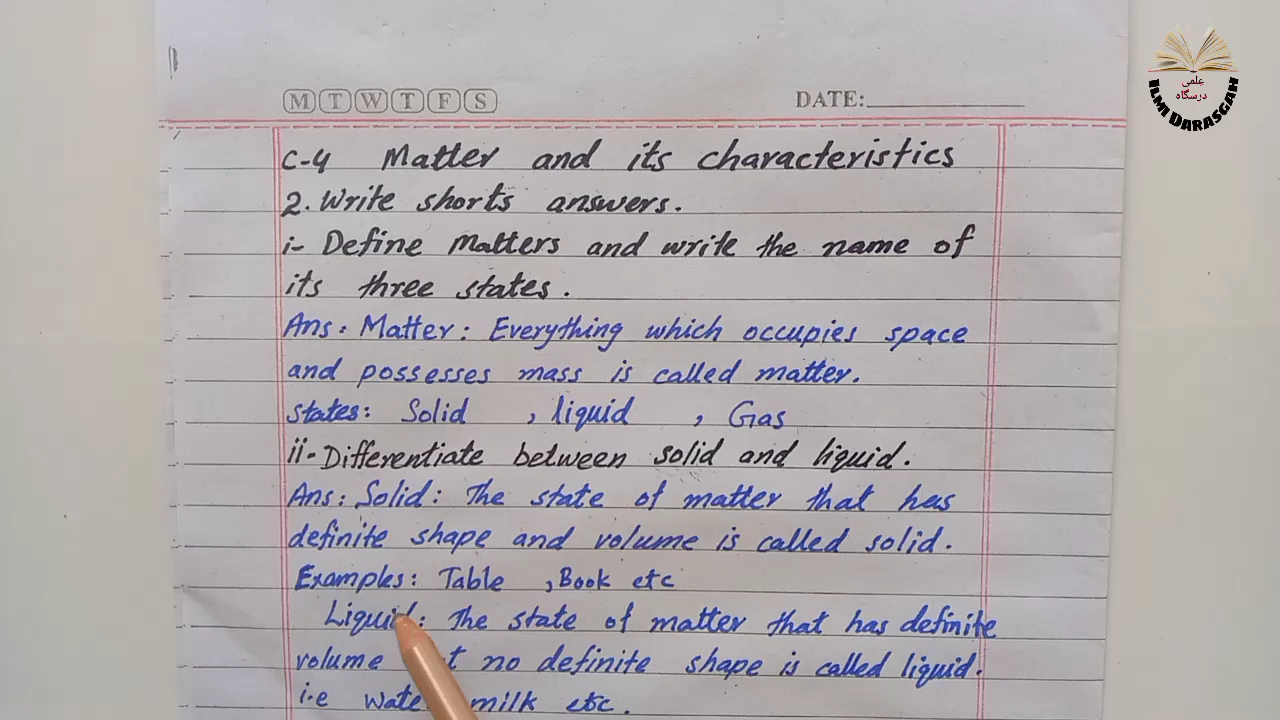 علمی
درسگاہ
ILMI DARASGAH
M T W T F S
DATE:
C-4 Matter and its characteristics
2. Write shorts answers.
i- Define Matters and write the name of
its three states.
Ans: Matter: Everything which occupies space
and possesses mass is called matter.
States: Solid , liquid , Gas
ii- Differentiate between solid and liquid.
Ans: Solid: The state of matter that has
definite shape and volume is called solid.
Examples: Table , Book etc
Liquid: The state of matter that has definite
volume no definite shape is called liquid.
i.e milk etc.